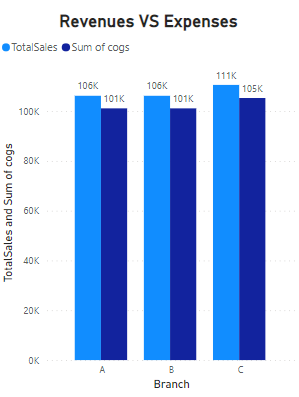 Revenues VS Expenses
TotalSales Sum of cogs
111K
106K 106K 105K
101K 101K
100K
80K
60K
40K
20K
0K
TotalSales and Sum of cogs
A B C
Branch